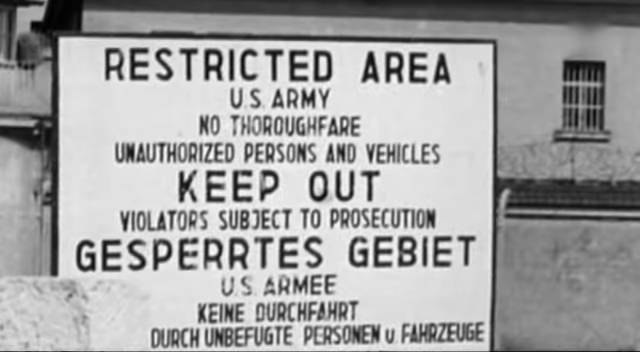 RESTRICTED AREA
U.S. ARMY
NO THOROUGHFARE
UNAUTHORIZED PERSONS AND VEHICLES
KEEP OUT
VIOLATORS SUBJECT TO PROSECUTION
GESPERRTES GEBIET
U.S. ARMEE
KEINE DURCHFAHRT
DURCH UNBEFUGTE PERSONEN u. FAHRZEUGE